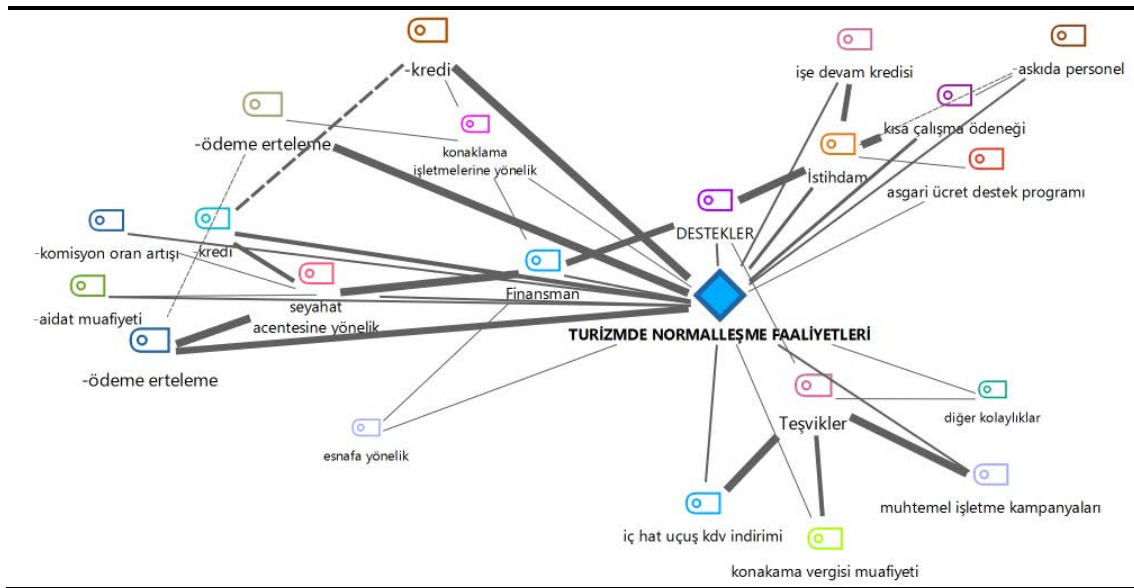 -kredi
işe devam kredisi
-askıda personel
-ödeme erteleme
konaklama
işletmelerine yönelik
kısa çalışma ödeneği
İstihdam
asgari ücret destek programı
DESTEKLER
-komisyon oran artışı
-kredi
Finansman
seyahat
acentesine yönelik
-aidat muafiyeti
TURİZMDE NORMALLEŞME FAALİYETLERİ
-ödeme erteleme
diğer kolaylıklar
Teşvikler
esnafa yönelik
muhtemel işletme kampanyaları
iç hat uçuş kdv indirimi
konakama vergisi muafiyeti